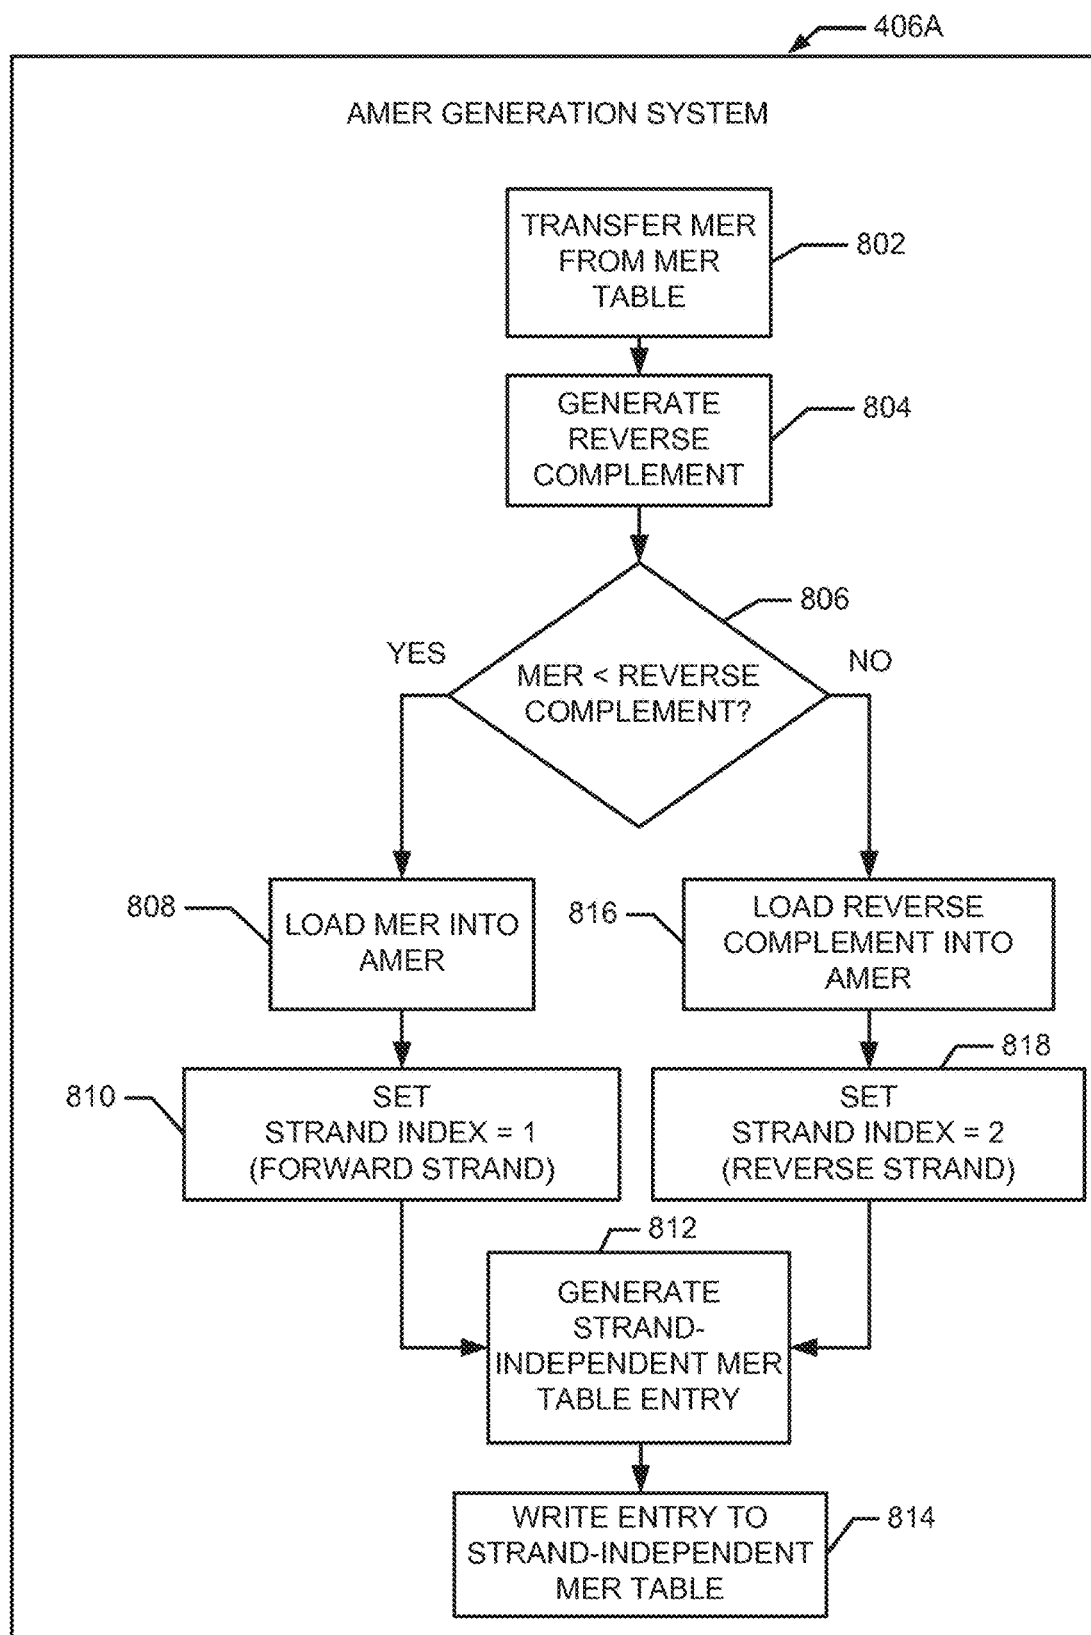 406A
AMER GENERATION SYSTEM
TRANSFER MER
FROM MER
TABLE
802
GENERATE
REVERSE
COMPLEMENT
804
806
YES
NO
MER < REVERSE
COMPLEMENT?
808
LOAD MER INTO
AMER
816
LOAD REVERSE
COMPLEMENT INTO
AMER
810
SET
STRAND INDEX = 1
(FORWARD STRAND)
818
SET
STRAND INDEX = 2
(REVERSE STRAND)
812
GENERATE
STRAND-
INDEPENDENT MER
TABLE ENTRY
WRITE ENTRY TO
STRAND-INDEPENDENT
MER TABLE
814